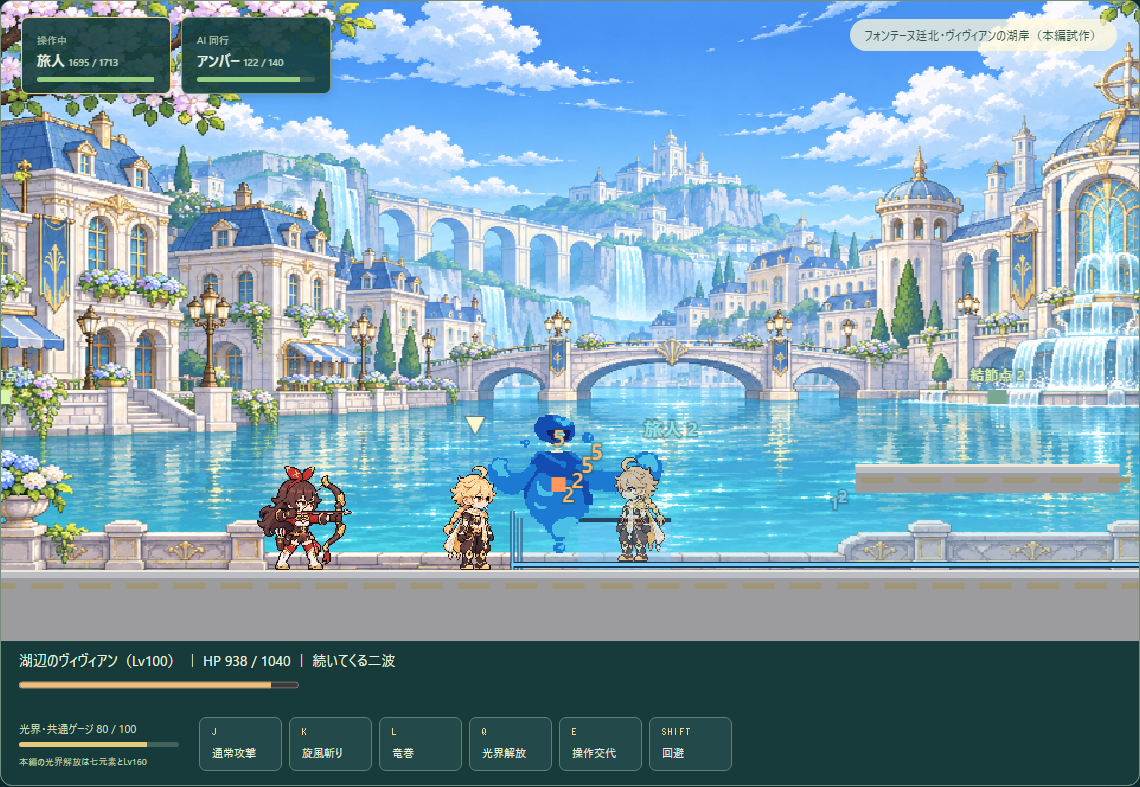 操作中
旅人 1695 / 1713
AI 同行
アンバー 122 / 140
フォンテーヌ廷北・ヴィヴィアンの湖岸（本編試作）
結節点 2
旅人 2
5
5
5
2
2
2
湖辺のヴィヴィアン（Lv100） ｜ HP 938 / 1040 ｜ 続いてくる二波
光界・共通ゲージ 80 / 100
本編の光界解放は七元素とLv160
J
通常攻撃
K
旋風斬り
L
竜巻
Q
光界解放
E
操作交代
SHIFT
回避